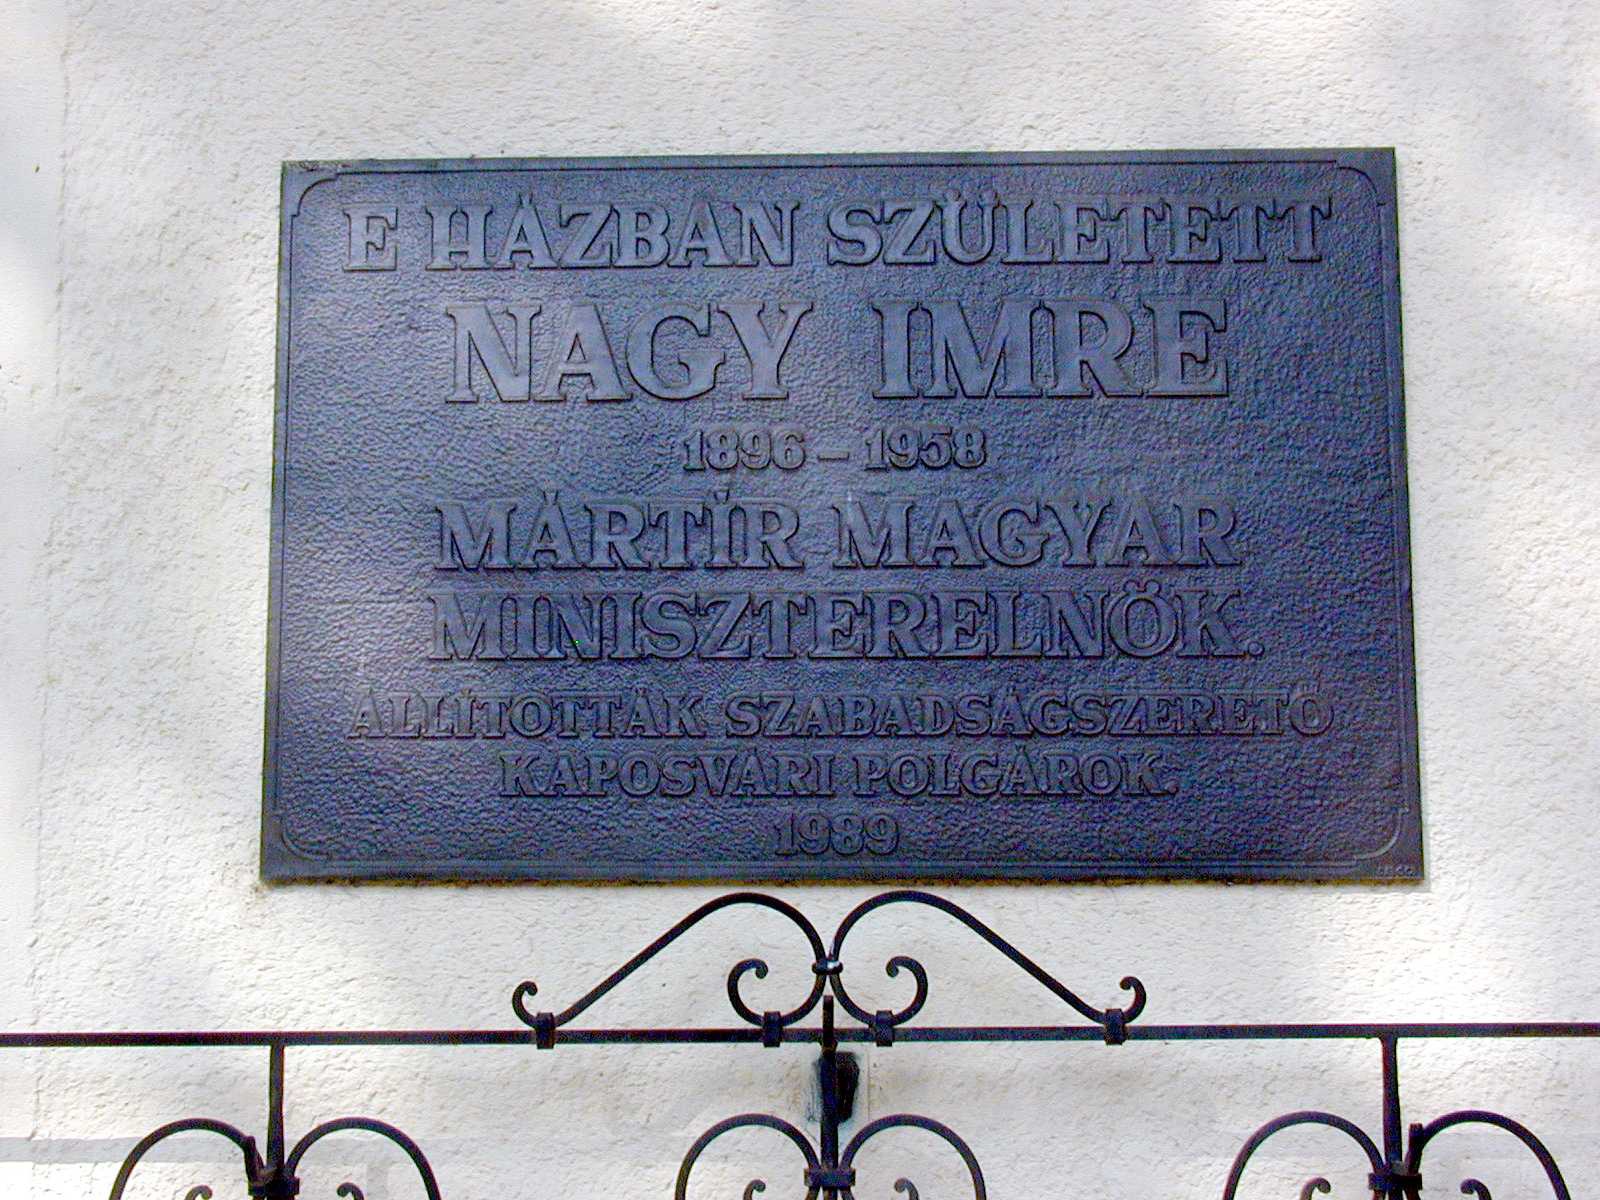 E HÁZBAN SZÜLETETT
NAGY IMRE
1896 – 1958
MÁRTÍR MAGYAR
MINISZTERELNÖK.
ÁLLÍTOTTÁK SZABADSÁGSZERETŐ
KAPOSVÁRI POLGÁROK.
1989